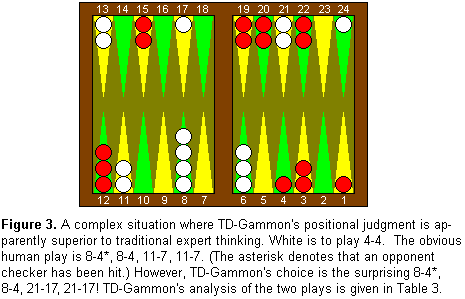 13 14 15 16 17 18 19 20 21 22 23 24
12 11 10 9 8 7 6 5 4 3 2 1
Figure 3. A complex situation where TD-Gammon's positional judgment is ap-
parently superior to traditional expert thinking. White is to play 4-4. The obvious
human play is 8-4*, 8-4, 11-7, 11-7. (The asterisk denotes that an opponent
checker has been hit.) However, TD-Gammon's choice is the surprising 8-4*,
8-4, 21-17, 21-17! TD-Gammon's analysis of the two plays is given in Table 3.